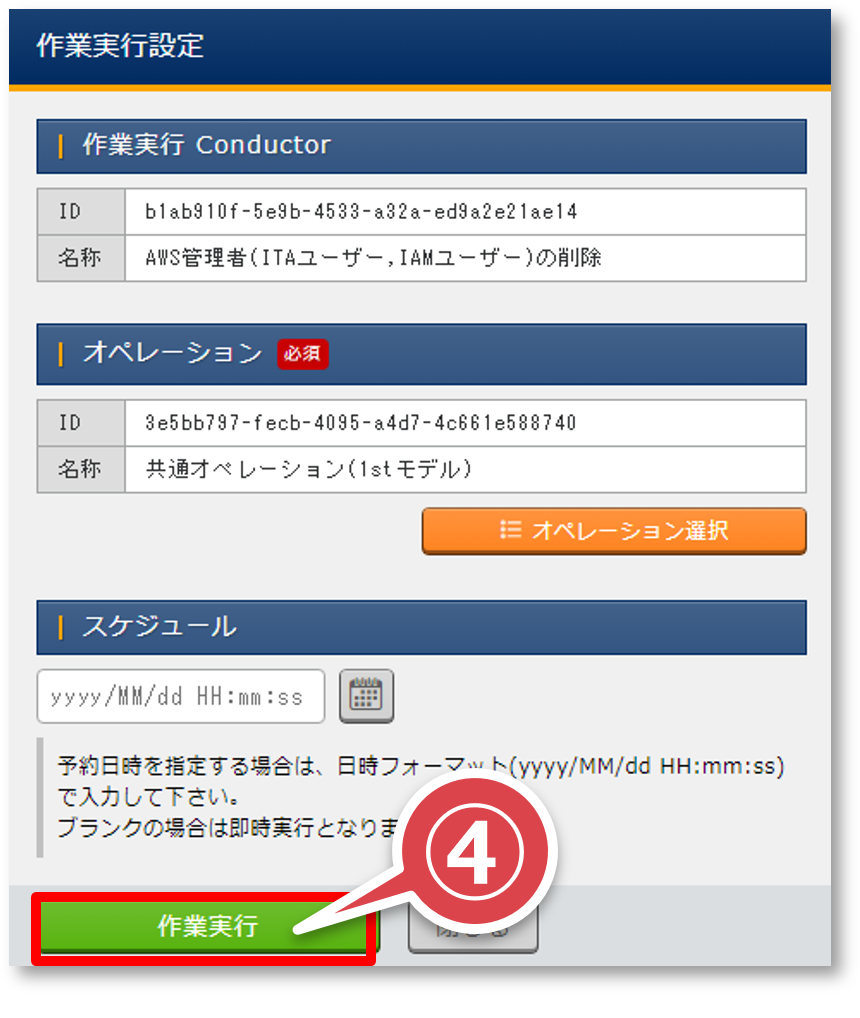 作業実行設定
作業実行 Conductor
ID b1ab910f-5e9b-4533-a32a-ed9a2e21ae14
名称 AWS管理者(ITAユーザー,IAMユーザー)の削除
オペレーション 必須
ID 3e5bb797-fecb-4095-a4d7-4c661e588740
名称 共通オペレーション(1stモデル)
オペレーション選択
スケジュール
yyyy/MM/dd HH:mm:ss
予約日時を指定する場合は、日時フォーマット(yyyy/MM/dd HH:mm:ss)
で入力して下さい。
ブランクの場合は即時実行となりま
4
作業実行